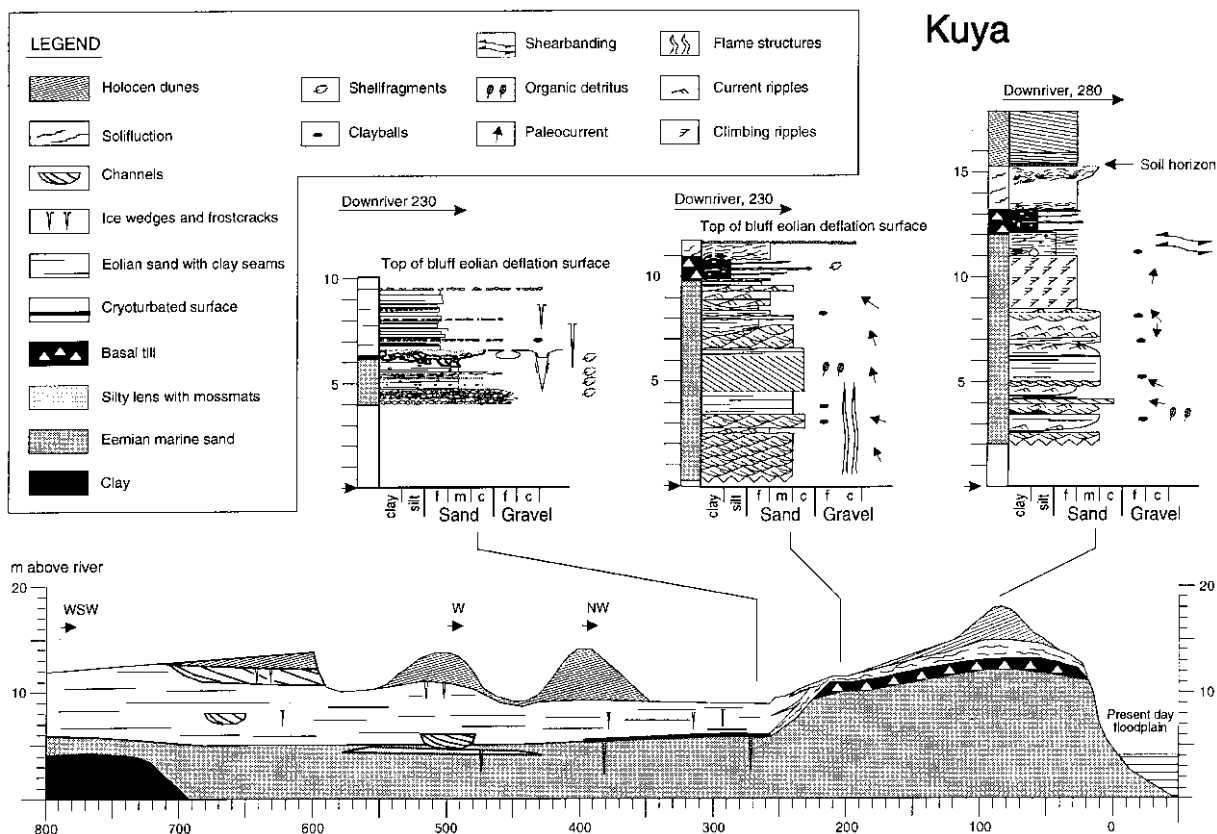 Kuya
LEGEND
Holocen dunes
Solifluction
Channels
Ice wedges and frostcracks
Eolian sand with clay seams
Cryoturbated surface
Basal till
Silty lens with mossmats
Eemian marine sand
Clay
Shellfragments
Clayballs
Shearbanding
Organic detritus
Paleocurrent
Flame structures
Current ripples
Climbing ripples
Downriver 230
Top of bluff eolian deflation surface
10
5
clay silt f m c f c
Sand Gravel
Downriver, 230
Top of bluff eolian deflation surface
10
5
clay silt f m c f c
Sand Gravel
Downriver, 280
Soil horizon
15
10
5
clay silt f m c f c
Sand Gravel
m above river
20
10
0
WSW
W
NW
20
10
0
Present day
floodplain
800 700 600 500 400 300 200 100 0